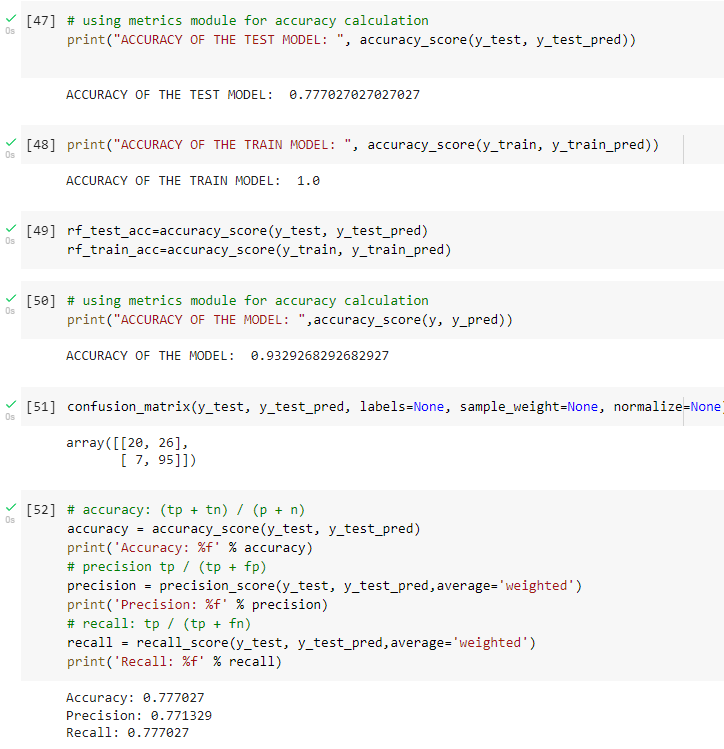 [47] # using metrics module for accuracy calculation
0s
print("ACCURACY OF THE TEST MODEL: ", accuracy_score(y_test, y_test_pred))
ACCURACY OF THE TEST MODEL:  0.777027027027027
[48] print("ACCURACY OF THE TRAIN MODEL: ", accuracy_score(y_train, y_train_pred))
0s
ACCURACY OF THE TRAIN MODEL:  1.0
[49] rf_test_acc=accuracy_score(y_test, y_test_pred)
0s
rf_train_acc=accuracy_score(y_train, y_train_pred)
[50] # using metrics module for accuracy calculation
0s
print("ACCURACY OF THE MODEL: ",accuracy_score(y, y_pred))
ACCURACY OF THE MODEL:  0.9329268292682927
[51] confusion_matrix(y_test, y_test_pred, labels=None, sample_weight=None, normalize=None)
0s
array([[20, 26],
       [ 7, 95]])
[52] # accuracy: (tp + tn) / (p + n)
0s
accuracy = accuracy_score(y_test, y_test_pred)
print('Accuracy: %f' % accuracy)
# precision tp / (tp + fp)
precision = precision_score(y_test, y_test_pred,average='weighted')
print('Precision: %f' % precision)
# recall: tp / (tp + fn)
recall = recall_score(y_test, y_test_pred,average='weighted')
print('Recall: %f' % recall)
Accuracy: 0.777027
Precision: 0.771329
Recall: 0.777027